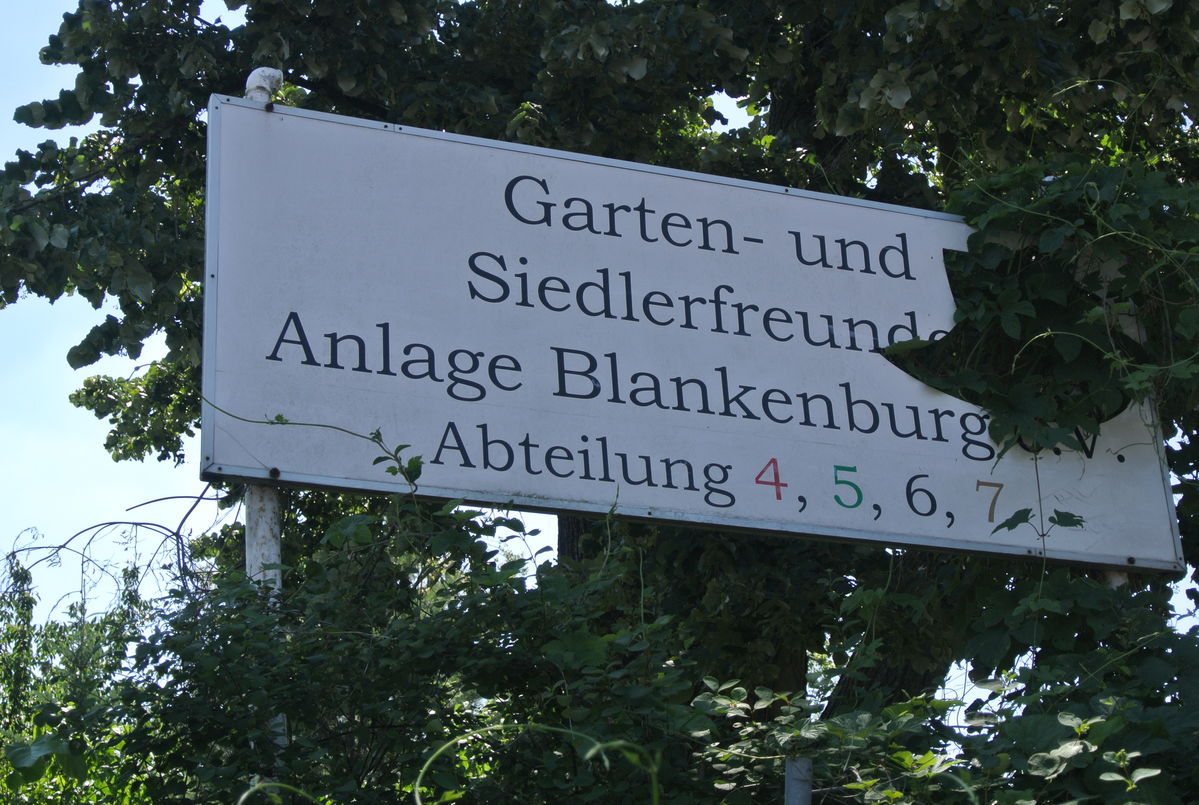 Garten- und
Siedlerfreunde
Anlage Blankenburg e.V.
Abteilung 4, 5, 6, 7